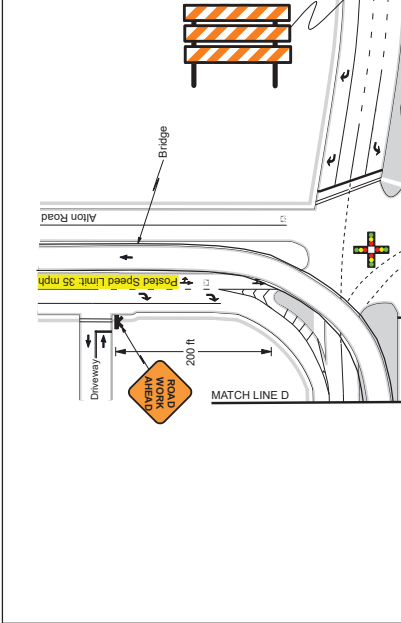 Bridge
Alton Road
Posted Speed Limit: 35 mph
Driveway
200 ft
ROAD
WORK
AHEAD
MATCH LINE D